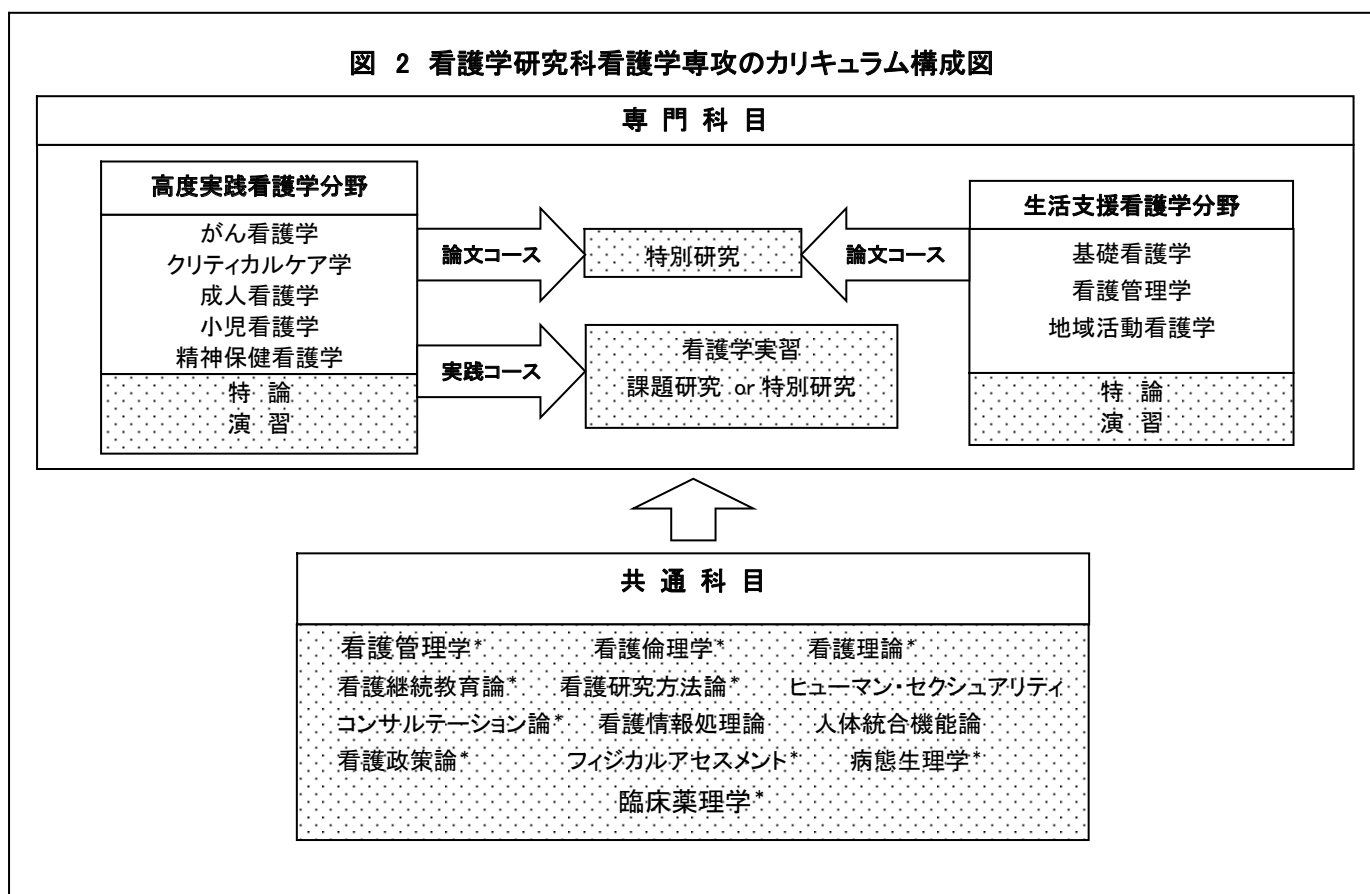 図 2 看護学研究科看護学専攻のカリキュラム構成図
専 門 科 目
高度実践看護学分野
がん看護学
クリティカルケア学
成人看護学
小児看護学
精神保健看護学
特 論
演 習
論文コース
実践コース
特別研究
看護学実習
課題研究 or 特別研究
論文コース
生活支援看護学分野
基礎看護学
看護管理学
地域活動看護学
特 論
演 習
共 通 科 目
看護管理学* 看護倫理学* 看護理論*
看護継続教育論* 看護研究方法論* ヒューマン・セクシュアリティ
コンサルテーション論* 看護情報処理論 人体統合機能論
看護政策論* フィジカルアセスメント* 病態生理学*
臨床薬理学*